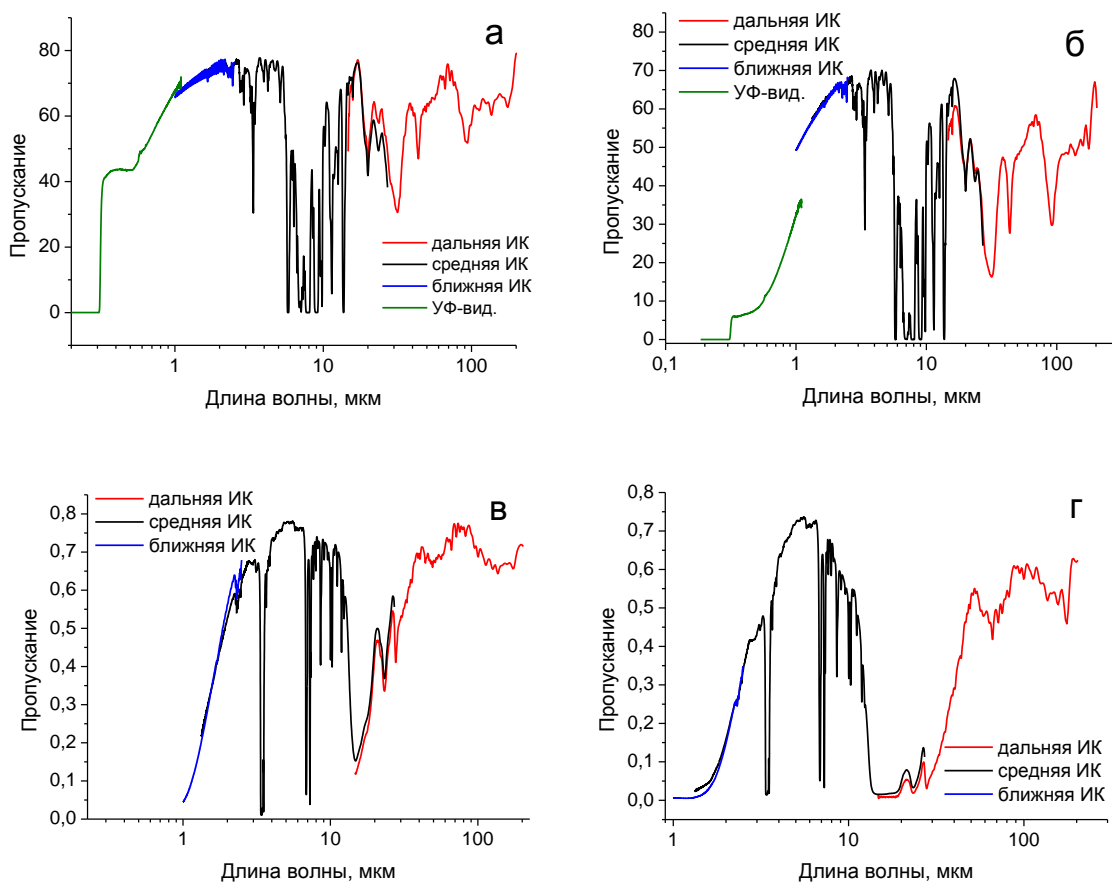 а
80
60
40
20
0
Пропускание
дальняя ИК
средняя ИК
ближняя ИК
УФ-вид.
1
10
100
Длина волны, мкм
б
80
70
60
50
40
30
20
10
0
Пропускание
дальняя ИК
средняя ИК
ближняя ИК
УФ-вид.
0,1
1
10
100
Длина волны, мкм
в
0,8
0,7
0,6
0,5
0,4
0,3
0,2
0,1
0,0
Пропускание
дальняя ИК
средняя ИК
ближняя ИК
1
10
100
Длина волны, мкм
г
0,8
0,7
0,6
0,5
0,4
0,3
0,2
0,1
0,0
Пропускание
дальняя ИК
средняя ИК
ближняя ИК
1
10
100
Длина волны, мкм